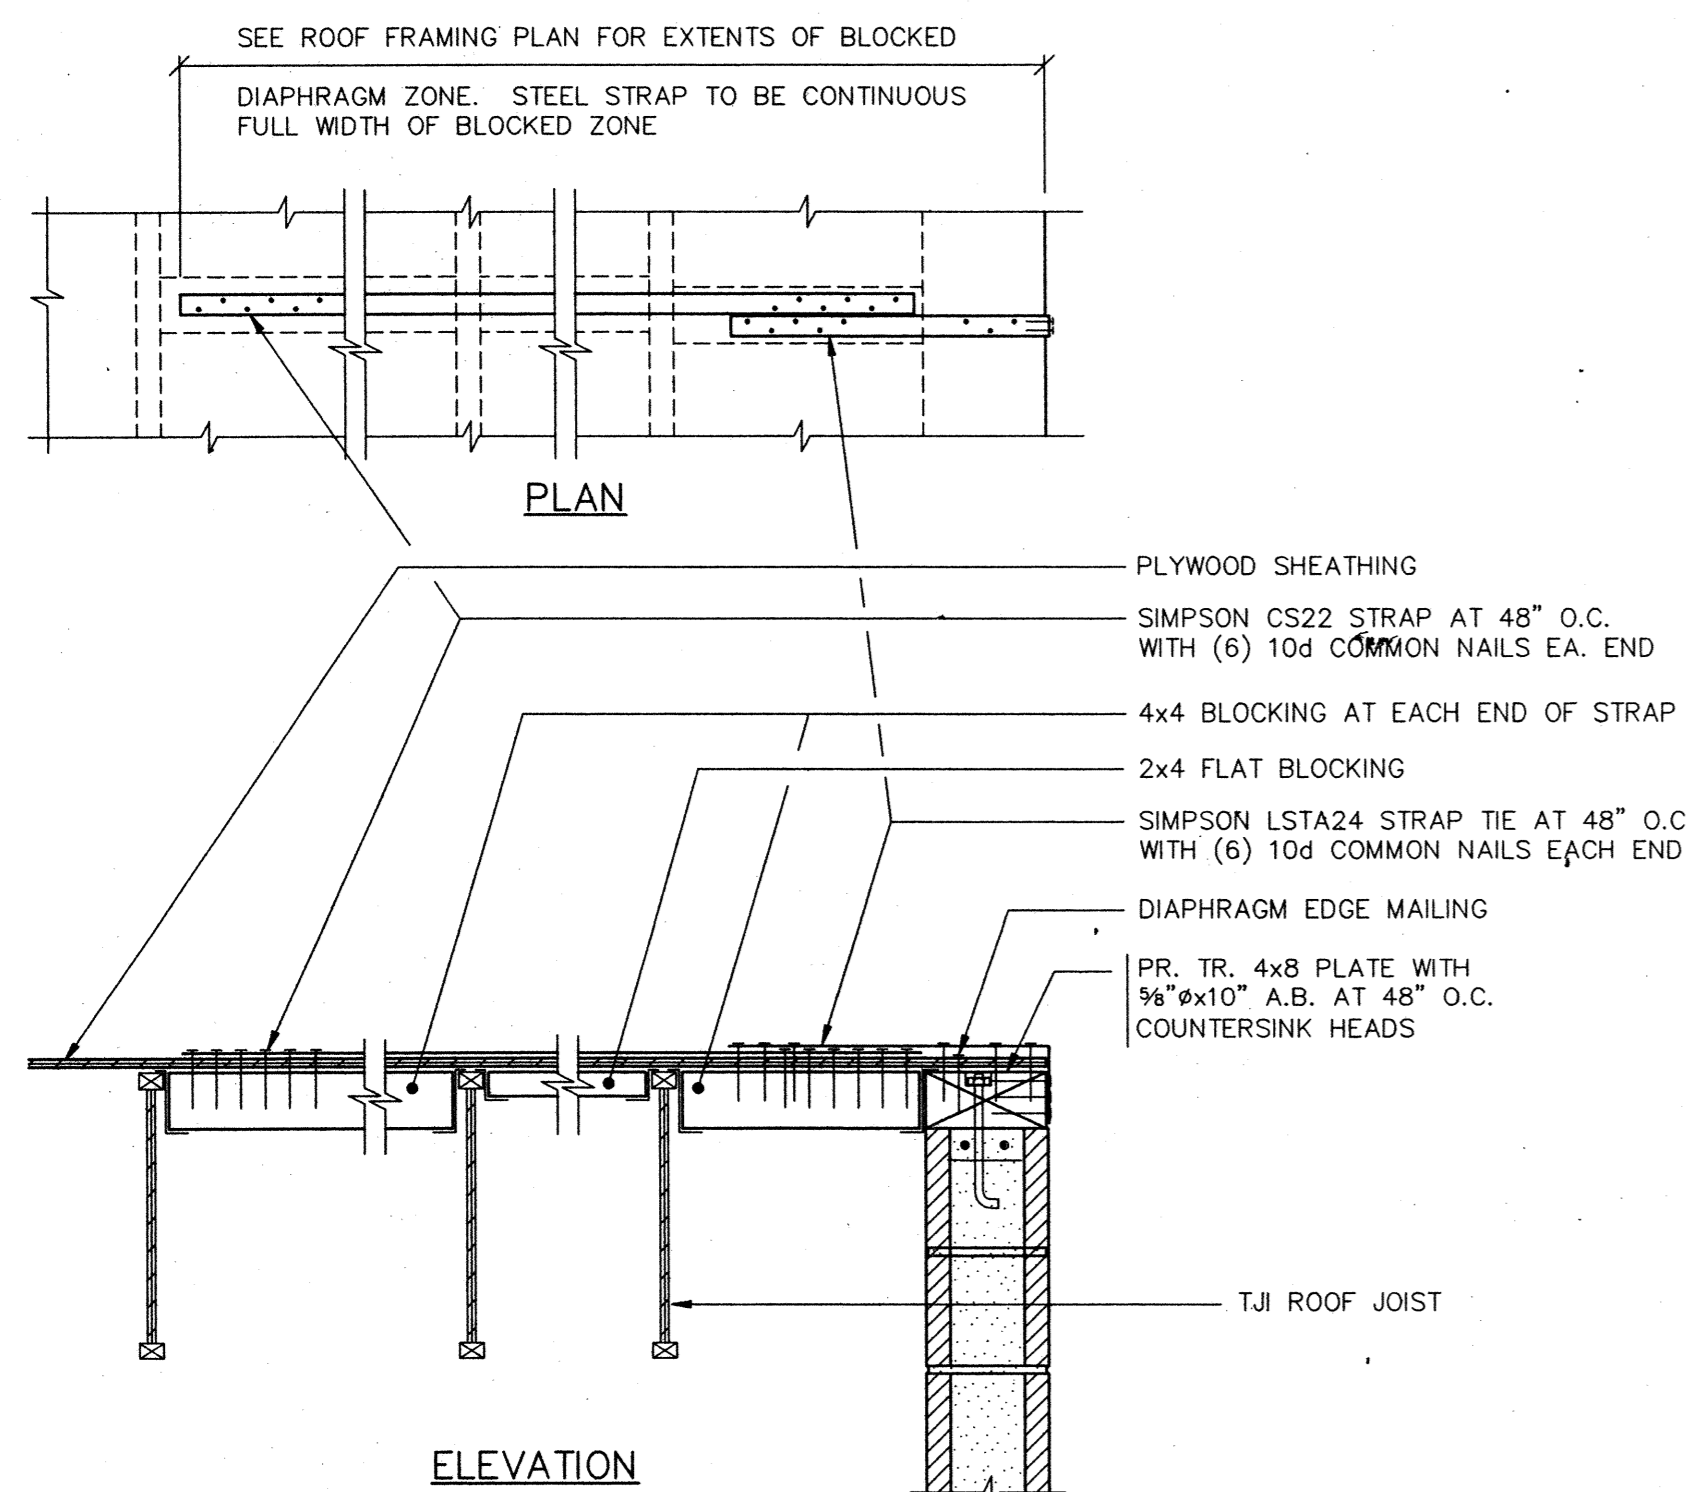 SEE ROOF FRAMING PLAN FOR EXTENTS OF BLOCKED
DIAPHRAGM ZONE. STEEL STRAP TO BE CONTINUOUS
FULL WIDTH OF BLOCKED ZONE
PLAN
PLYWOOD SHEATHING
SIMPSON CS22 STRAP AT 48" O.C.
WITH (6) 10d COMMON NAILS EA. END
4x4 BLOCKING AT EACH END OF STRAP
2x4 FLAT BLOCKING
SIMPSON LSTA24 STRAP TIE AT 48" O.C
WITH (6) 10d COMMON NAILS EACH END
DIAPHRAGM EDGE MAILING
PR. TR. 4x8 PLATE WITH
⅝"øx10" A.B. AT 48" O.C.
COUNTERSINK HEADS
TJI ROOF JOIST
ELEVATION